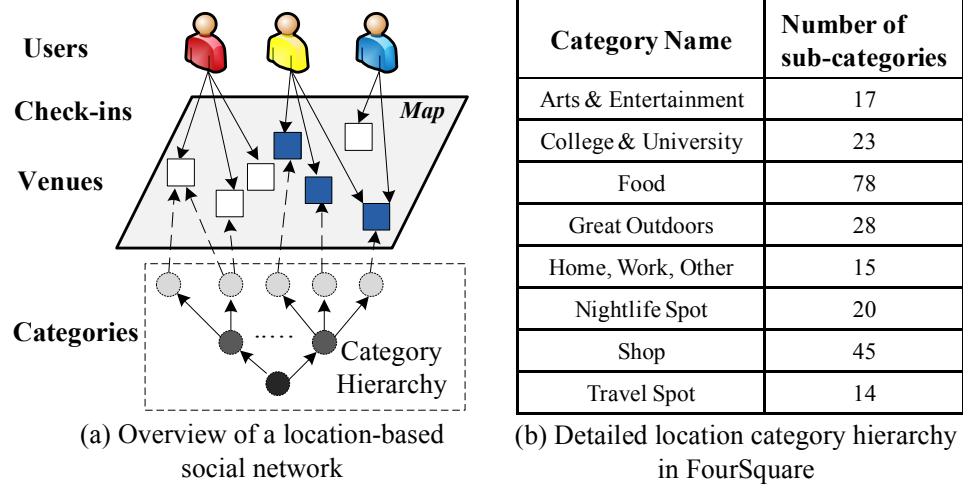 Users
Check-ins
Map
Venues
Categories
.....
Category
Hierarchy
(a) Overview of a location-based
social network
Category Name
Number of
sub-categories
Arts & Entertainment 17
College & University 23
Food 78
Great Outdoors 28
Home, Work, Other 15
Nightlife Spot 20
Shop 45
Travel Spot 14
(b) Detailed location category hierarchy
in FourSquare